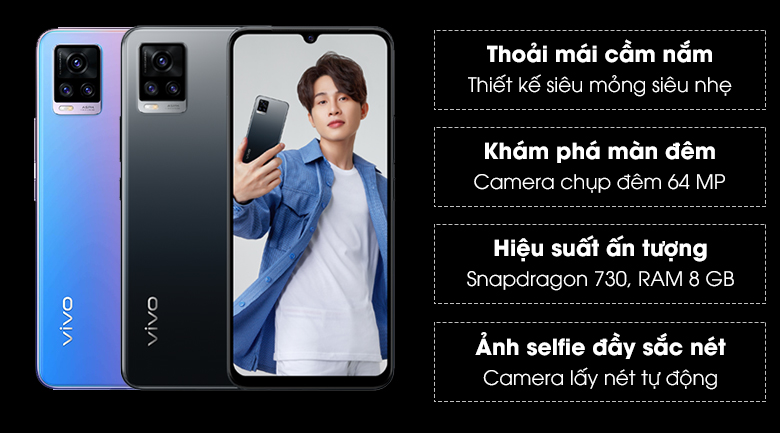 vivo
vivo
Thoải mái cầm nắm
Thiết kế siêu mỏng siêu nhẹ
Khám phá màn đêm
Camera chụp đêm 64 MP
Hiệu suất ấn tượng
Snapdragon 730, RAM 8 GB
Ảnh selfie đầy sắc nét
Camera lấy nét tự động